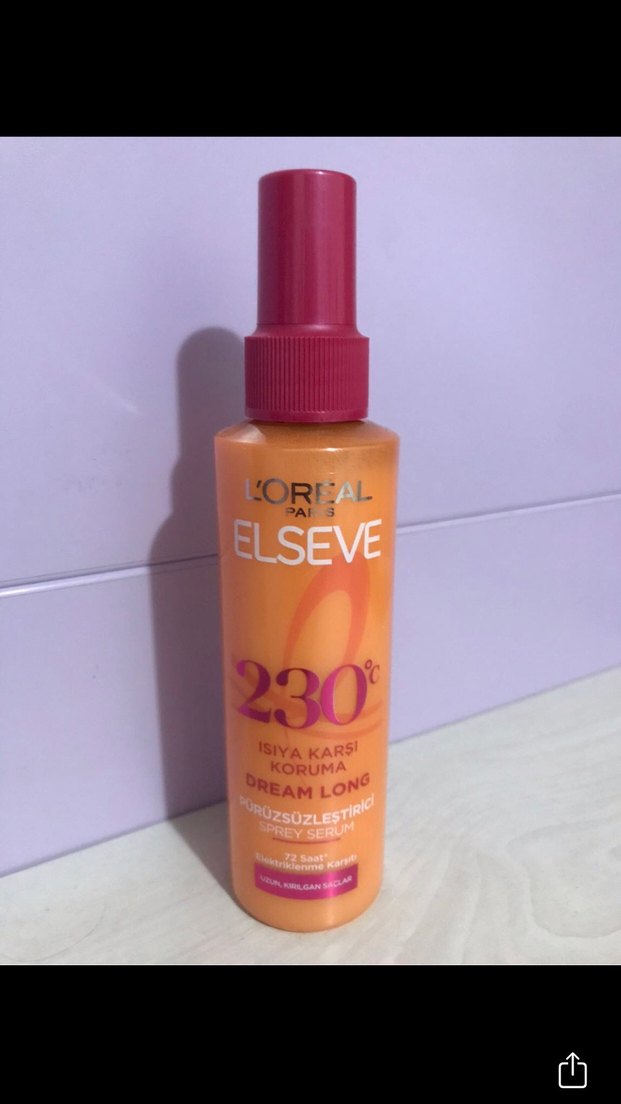 L'ORÉAL
PARIS
ELSEVE
230°C
ISIYA KARŞI
KORUMA
DREAM LONG
PÜRÜZSÜZLEŞTİRİCİ
SPREY SERUM
72 Saat*
Elektriklenme Karşıtı
UZUN, KIRILGAN SAÇLAR